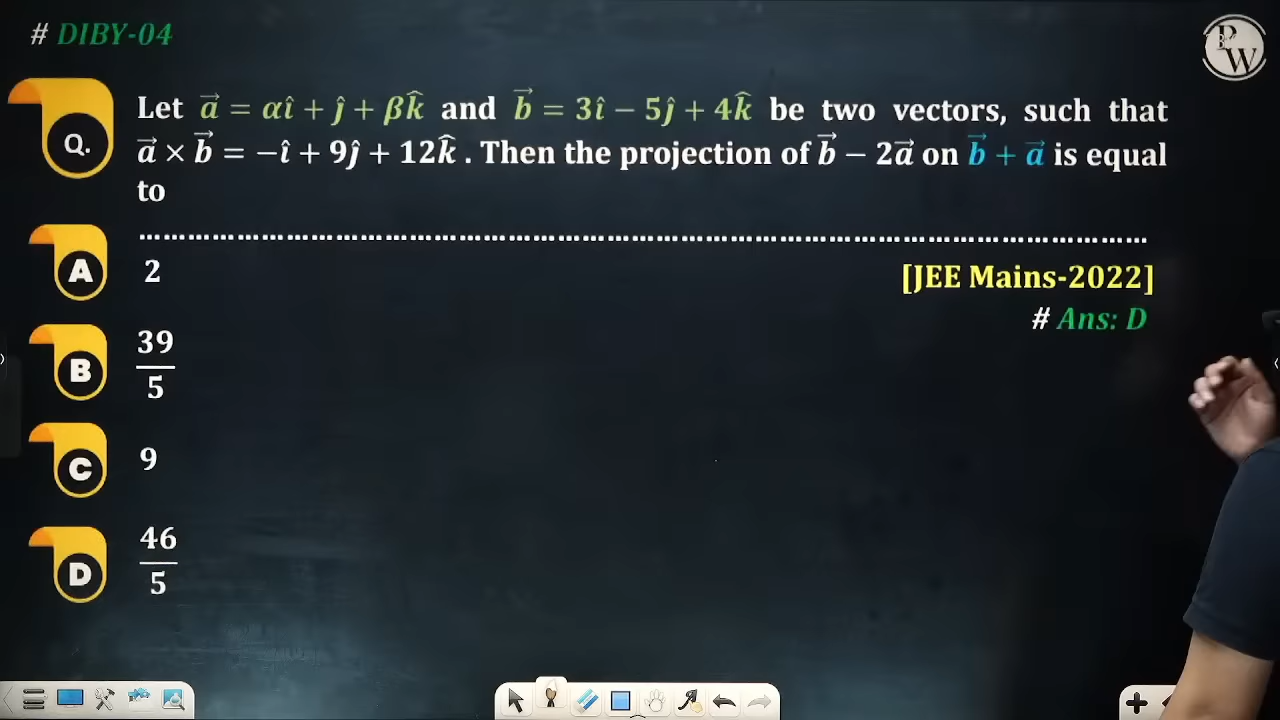 # DIBY-04
PW
Q.
Let a⃗ = αî + ĵ + βk̂ and b⃗ = 3î − 5ĵ + 4k̂ be two vectors, such that
a⃗ × b⃗ = −î + 9ĵ + 12k̂ . Then the projection of b⃗ − 2a⃗ on b⃗ + a⃗ is equal
to
A 2
[JEE Mains-2022]
# Ans: D
B 39/5
C 9
D 46/5